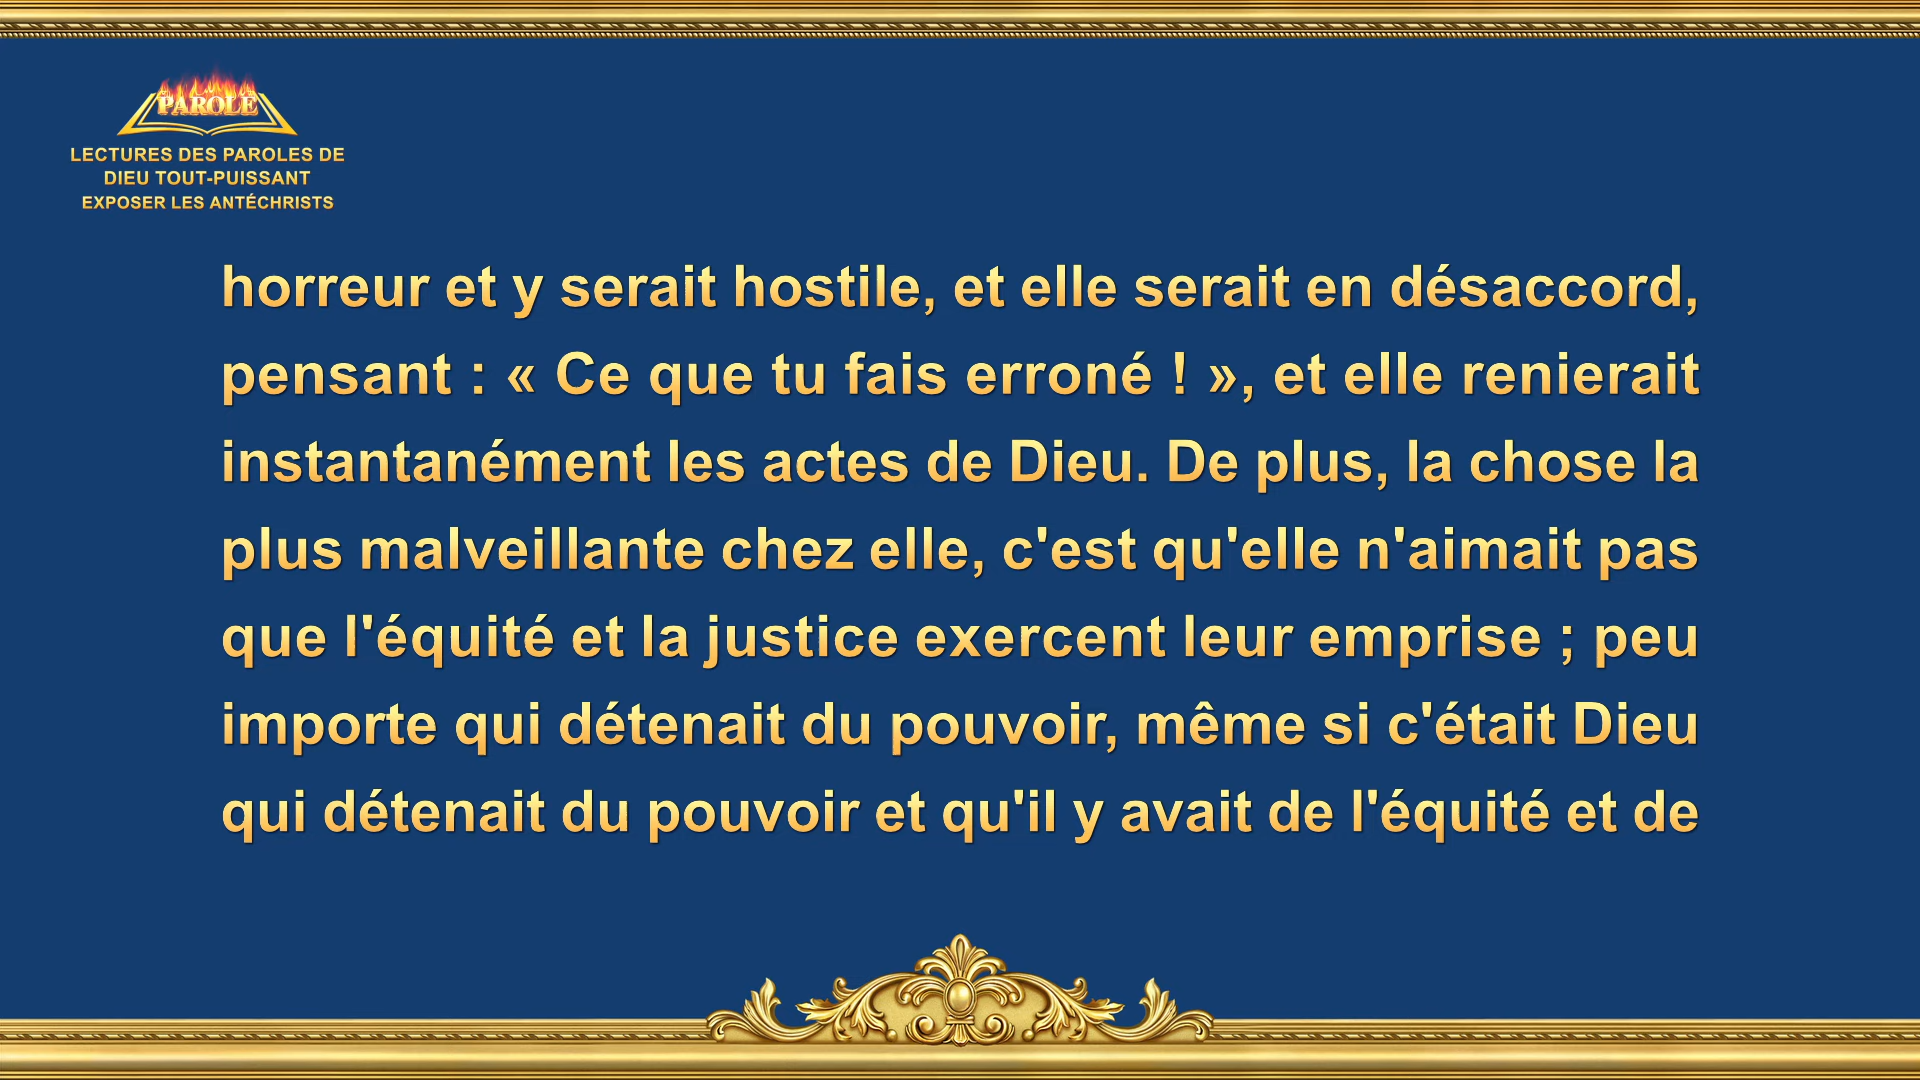 PAROLE
LECTURES DES PAROLES DE
DIEU TOUT-PUISSANT
EXPOSER LES ANTÉCHRISTS
horreur et y serait hostile, et elle serait en désaccord,
pensant : « Ce que tu fais erroné ! », et elle renierait
instantanément les actes de Dieu. De plus, la chose la
plus malveillante chez elle, c'est qu'elle n'aimait pas
que l'équité et la justice exercent leur emprise ; peu
importe qui détenait du pouvoir, même si c'était Dieu
qui détenait du pouvoir et qu'il y avait de l'équité et de